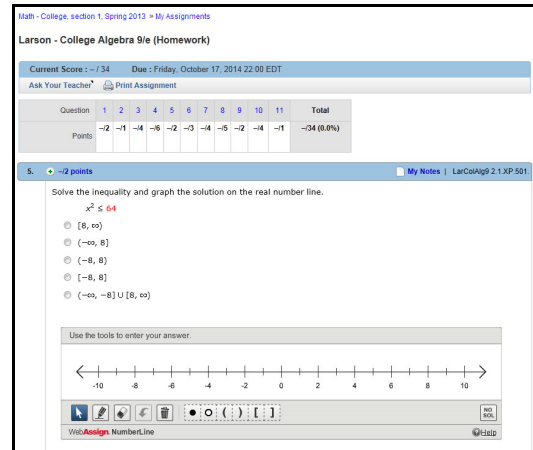 Math - College, section 1, Spring 2013 » My Assignments
Larson - College Algebra 9/e (Homework)
Current Score : – / 34 Due : Friday, October 17, 2014 22:00 EDT
Ask Your Teacher Print Assignment
Question 1 2 3 4 5 6 7 8 9 10 11 Total
Points –/2 –/1 –/4 –/6 –/2 –/3 –/4 –/5 –/2 –/4 –/1 –/34 (0.0%)
5. –/2 points My Notes | LarColAlg9 2.1.XP.501.
Solve the inequality and graph the solution on the real number line.
x² ≤ 64
[8, ∞)
(−∞, 8]
(−8, 8)
[−8, 8]
(−∞, −8] ∪ [8, ∞)
Use the tools to enter your answer.
-10 -8 -6 -4 -2 0 2 4 6 8 10
( ) [ ] NO SOL
WebAssign. NumberLine Help